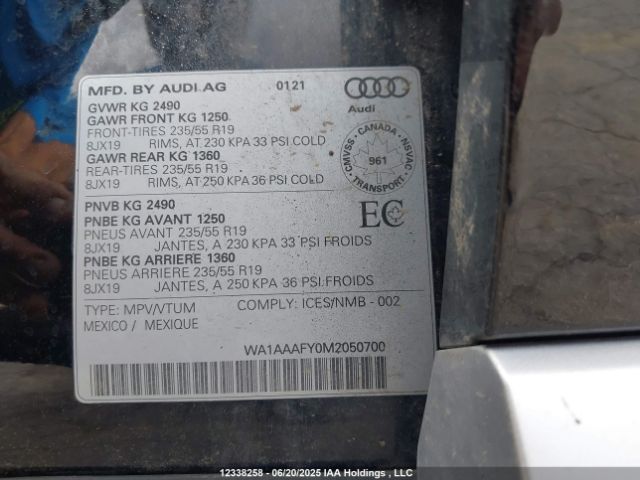 MFD. BY AUDI AG 0121
Audi
GVWR KG 2490
GAWR FRONT KG 1250
FRONT-TIRES 235/55 R19
8JX19 RIMS, AT 230 KPA 33 PSI COLD
GAWR REAR KG 1360
REAR-TIRES 235/55 R19
8JX19 RIMS, AT 250 KPA 36 PSI COLD
CMVSS - CANADA - NSVAC
961
TRANSPORT
PNVB KG 2490
PNBE KG AVANT 1250
PNEUS AVANT 235/55 R19
8JX19 JANTES, A 230 KPA 33 PSI FROIDS
PNBE KG ARRIERE 1360
PNEUS ARRIERE 235/55 R19
8JX19 JANTES, A 250 KPA 36 PSI FROIDS
EC
TYPE: MPV/VTUM COMPLY: ICES/NMB - 002
MEXICO / MEXIQUE
WA1AAAFY0M2050700
12338258 - 06/20/2025 IAA Holdings , LLC